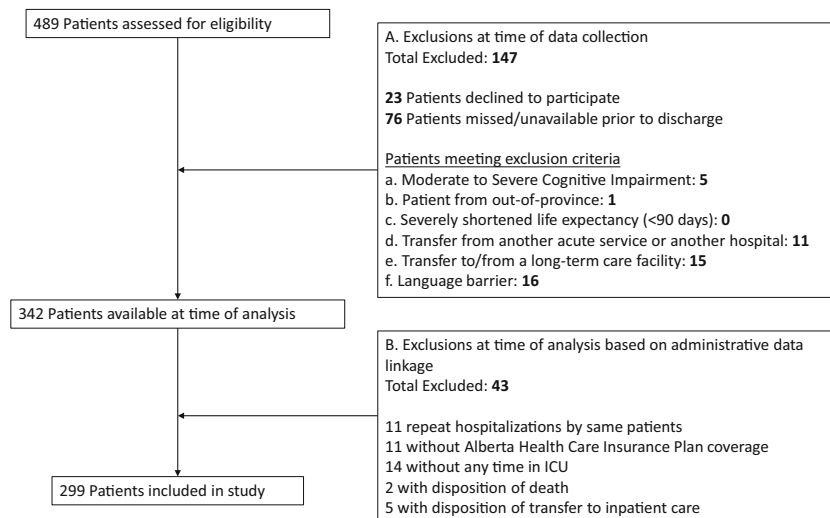 489 Patients assessed for eligibility
A. Exclusions at time of data collection
Total Excluded: 147
23 Patients declined to participate
76 Patients missed/unavailable prior to discharge
Patients meeting exclusion criteria
a. Moderate to Severe Cognitive Impairment: 5
b. Patient from out-of-province: 1
c. Severely shortened life expectancy (<90 days): 0
d. Transfer from another acute service or another hospital: 11
e. Transfer to/from a long-term care facility: 15
f. Language barrier: 16
342 Patients available at time of analysis
B. Exclusions at time of analysis based on administrative data
linkage
Total Excluded: 43
11 repeat hospitalizations by same patients
11 without Alberta Health Care Insurance Plan coverage
14 without any time in ICU
2 with disposition of death
5 with disposition of transfer to inpatient care
299 Patients included in study